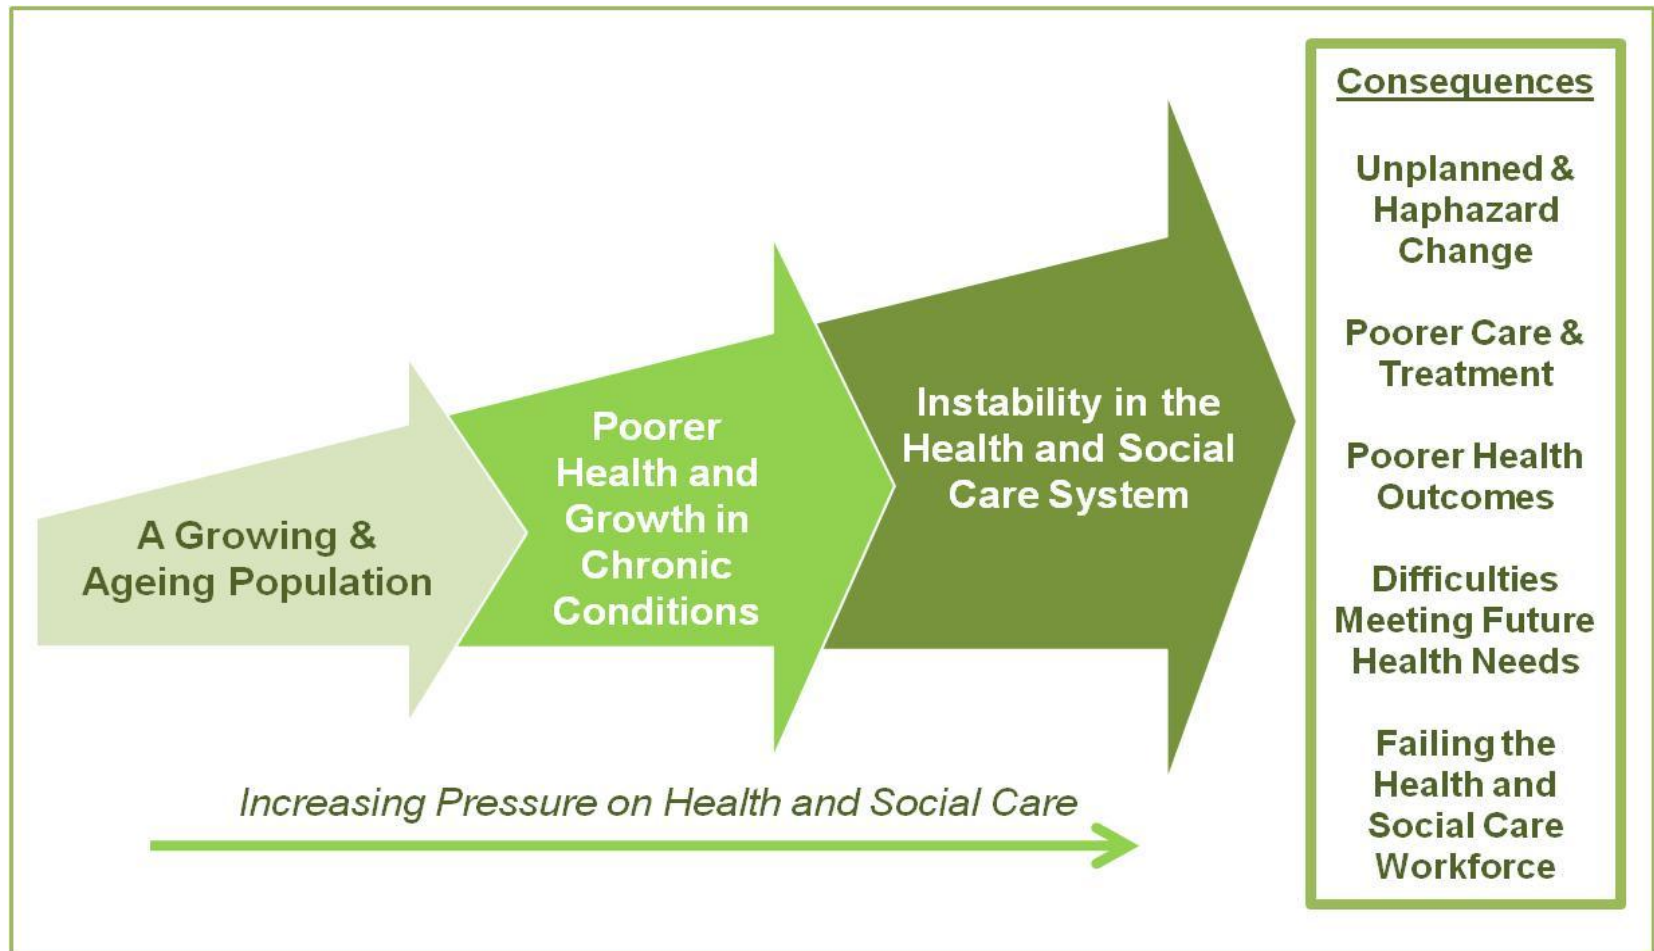 A Growing &
Ageing Population
Poorer
Health and
Growth in
Chronic
Conditions
Instability in the
Health and Social
Care System
Increasing Pressure on Health and Social Care
Consequences
Unplanned &
Haphazard
Change
Poorer Care &
Treatment
Poorer Health
Outcomes
Difficulties
Meeting Future
Health Needs
Failing the
Health and
Social Care
Workforce